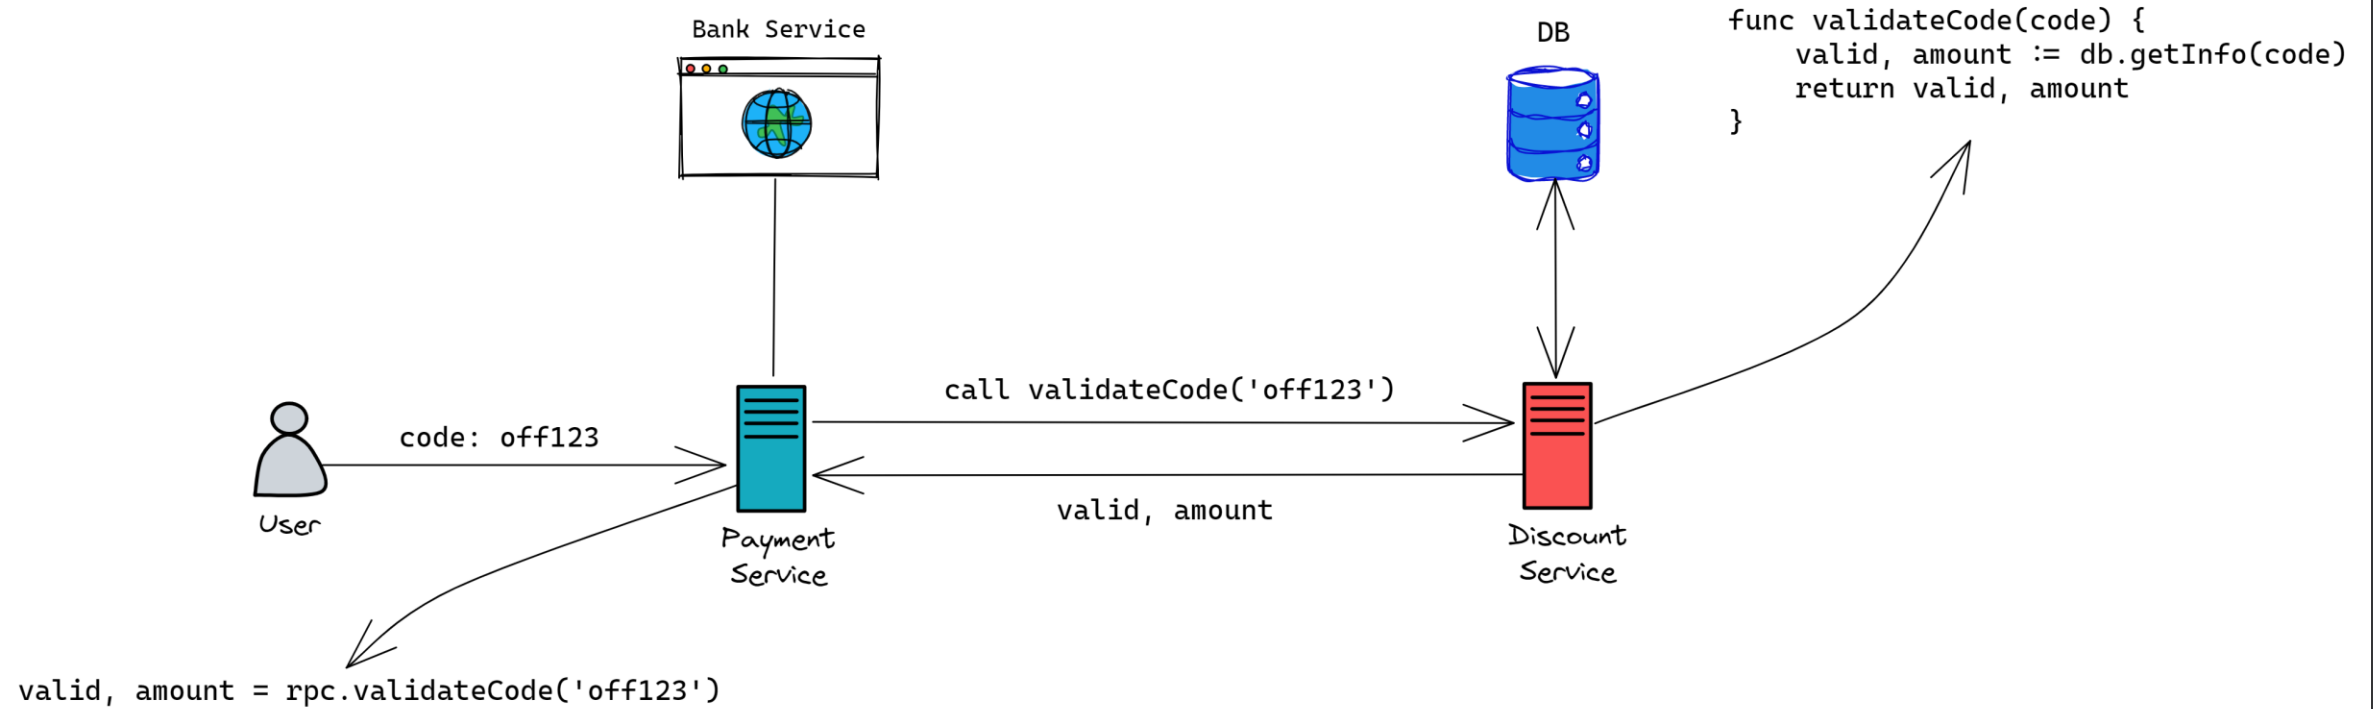 Bank Service
DB
func validateCode(code) {
    valid, amount := db.getInfo(code)
    return valid, amount
}
call validateCode('off123')
code: off123
valid, amount
User
Payment
Service
Discount
Service
valid, amount = rpc.validateCode('off123')